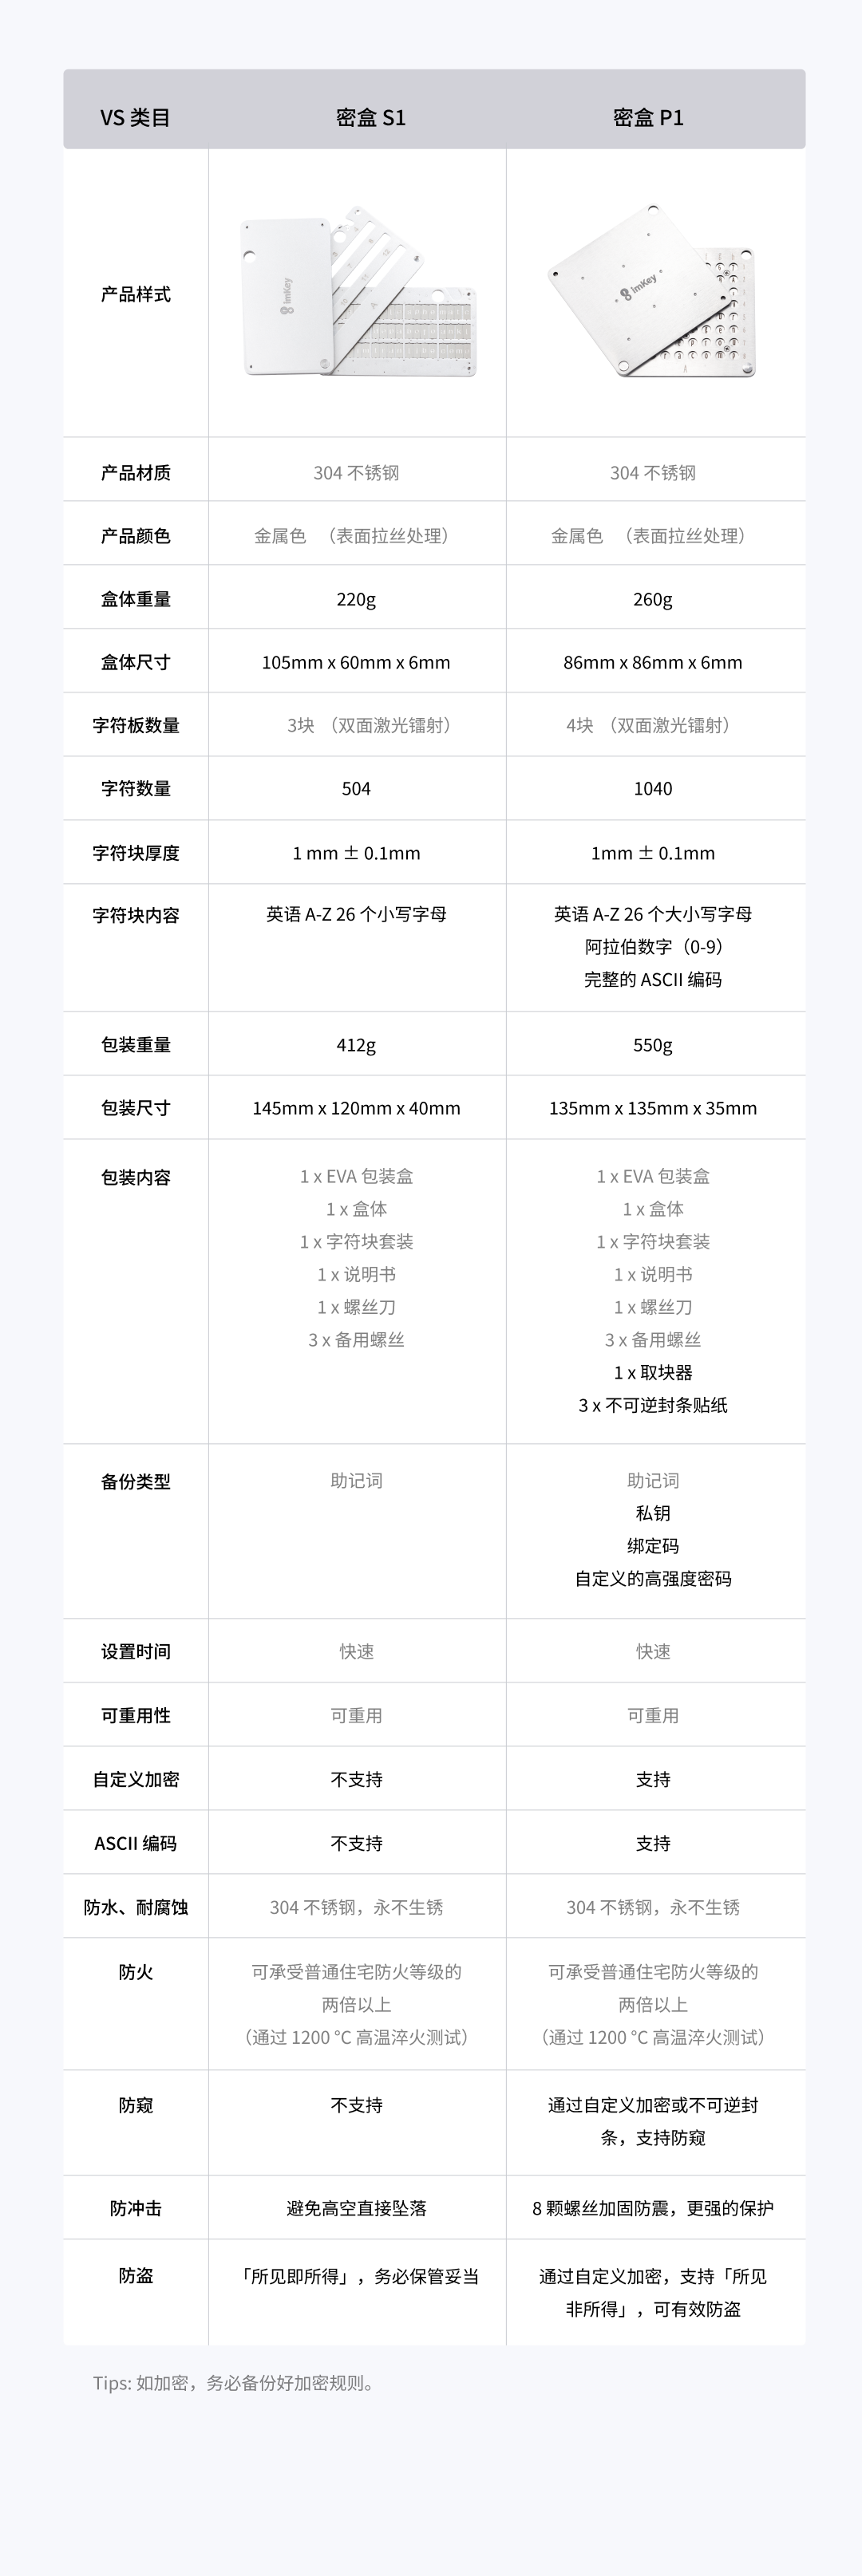 VS 类目 密盒 S1 密盒 P1
产品样式 imKey imKey
产品材质 304 不锈钢 304 不锈钢
产品颜色 金属色 （表面拉丝处理） 金属色 （表面拉丝处理）
盒体重量 220g 260g
盒体尺寸 105mm x 60mm x 6mm 86mm x 86mm x 6mm
字符板数量 3块 （双面激光镭射） 4块 （双面激光镭射）
字符数量 504 1040
字符块厚度 1 mm ± 0.1mm 1mm ± 0.1mm
字符块内容 英语 A-Z 26 个小写字母 英语 A-Z 26 个大小写字母
阿拉伯数字（0-9）
完整的 ASCII 编码
包装重量 412g 550g
包装尺寸 145mm x 120mm x 40mm 135mm x 135mm x 35mm
包装内容 1 x EVA 包装盒 1 x EVA 包装盒
1 x 盒体 1 x 盒体
1 x 字符块套装 1 x 字符块套装
1 x 说明书 1 x 说明书
1 x 螺丝刀 1 x 螺丝刀
3 x 备用螺丝 3 x 备用螺丝
1 x 取块器
3 x 不可逆封条贴纸
备份类型 助记词 助记词
私钥
绑定码
自定义的高强度密码
设置时间 快速 快速
可重用性 可重用 可重用
自定义加密 不支持 支持
ASCII 编码 不支持 支持
防水、耐腐蚀 304 不锈钢，永不生锈 304 不锈钢，永不生锈
防火 可承受普通住宅防火等级的 可承受普通住宅防火等级的
两倍以上 两倍以上
（通过 1200 °C 高温淬火测试） （通过 1200 °C 高温淬火测试）
防窥 不支持 通过自定义加密或不可逆封
条，支持防窥
防冲击 避免高空直接坠落 8 颗螺丝加固防震，更强的保护
防盗 「所见即所得」，务必保管妥当 通过自定义加密，支持「所见
非所得」，可有效防盗
Tips: 如加密，务必备份好加密规则。